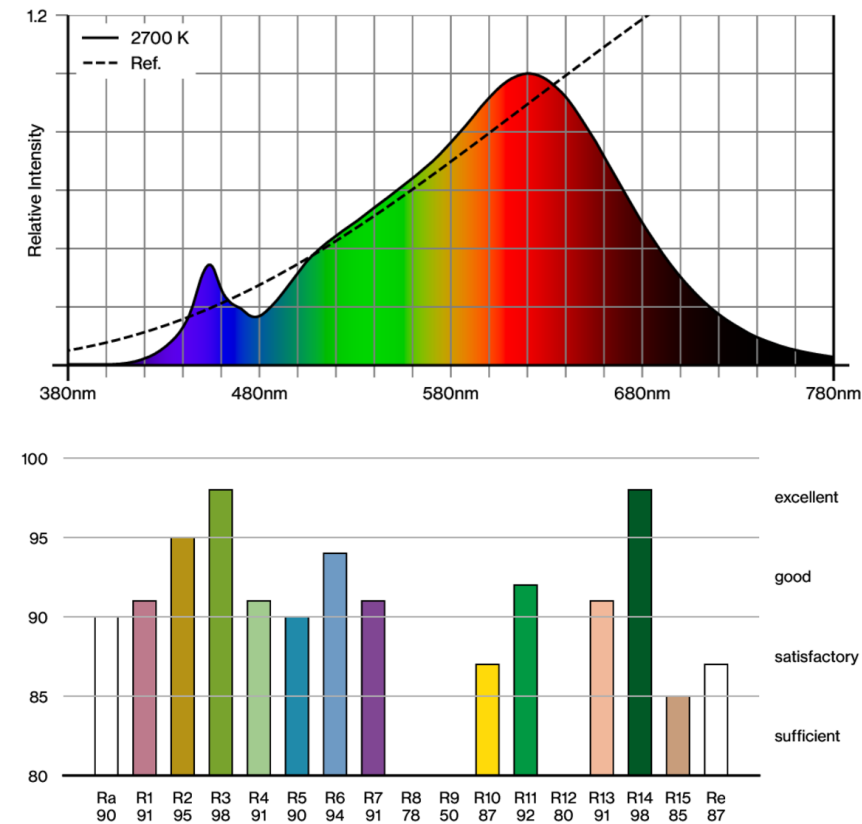 1.2
2700 K
Ref.
Relative Intensity
380nm 480nm 580nm 680nm 780nm
100
excellent
95
good
90
satisfactory
85
sufficient
80
Ra R1 R2 R3 R4 R5 R6 R7 R8 R9 R10 R11 R12 R13 R14 R15 Re
90 91 95 98 91 90 94 91 78 50 87 92 80 91 98 85 87